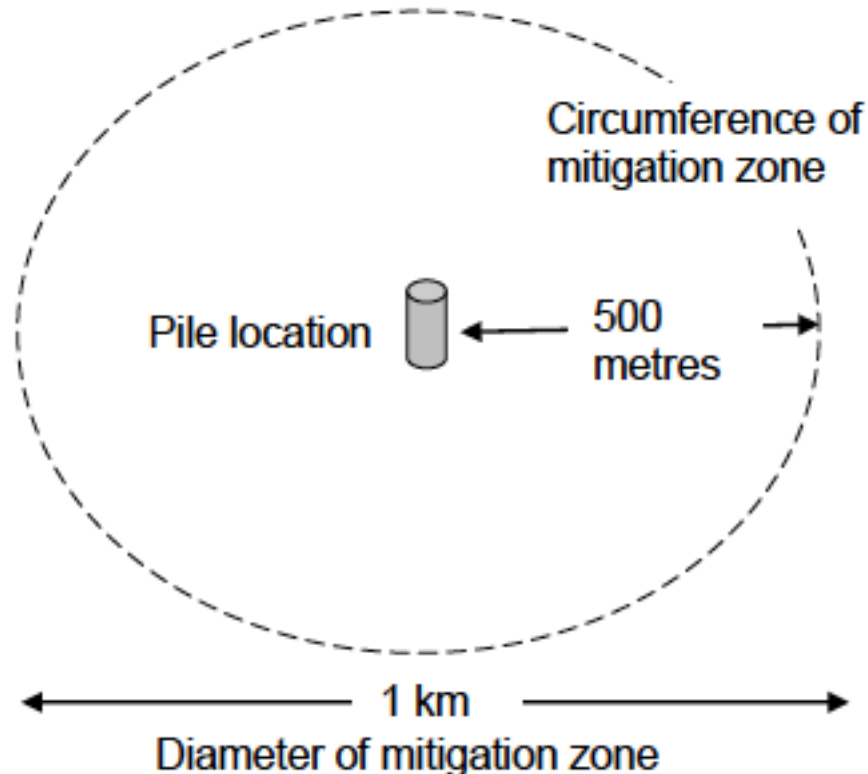 Circumference of
mitigation zone
Pile location
500
metres
1 km
Diameter of mitigation zone